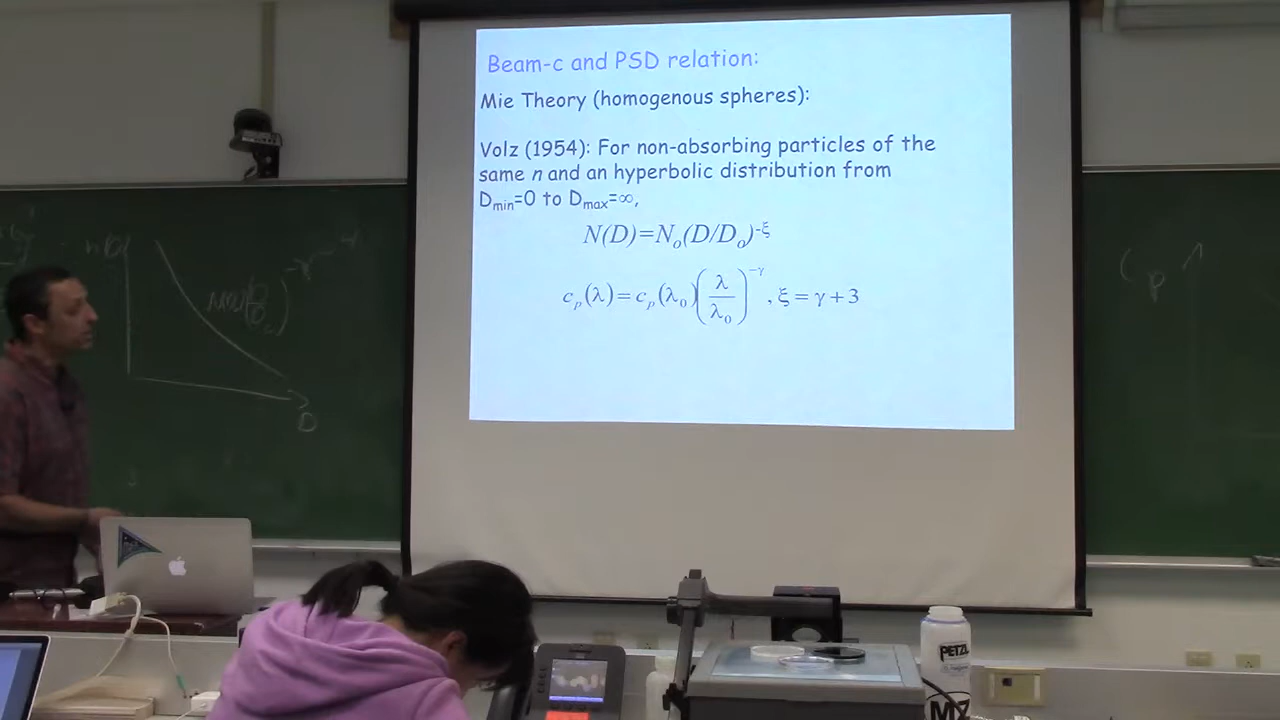 Beam-c and PSD relation:
Mie Theory (homogenous spheres):
Volz (1954): For non-absorbing particles of the
same n and an hyperbolic distribution from
Dmin=0 to Dmax=∞,
N(D)=No(D/Do)-ξ
cp(λ)=cp(λ0)(λ/λ0)-γ, ξ=γ+3
D
PETZL